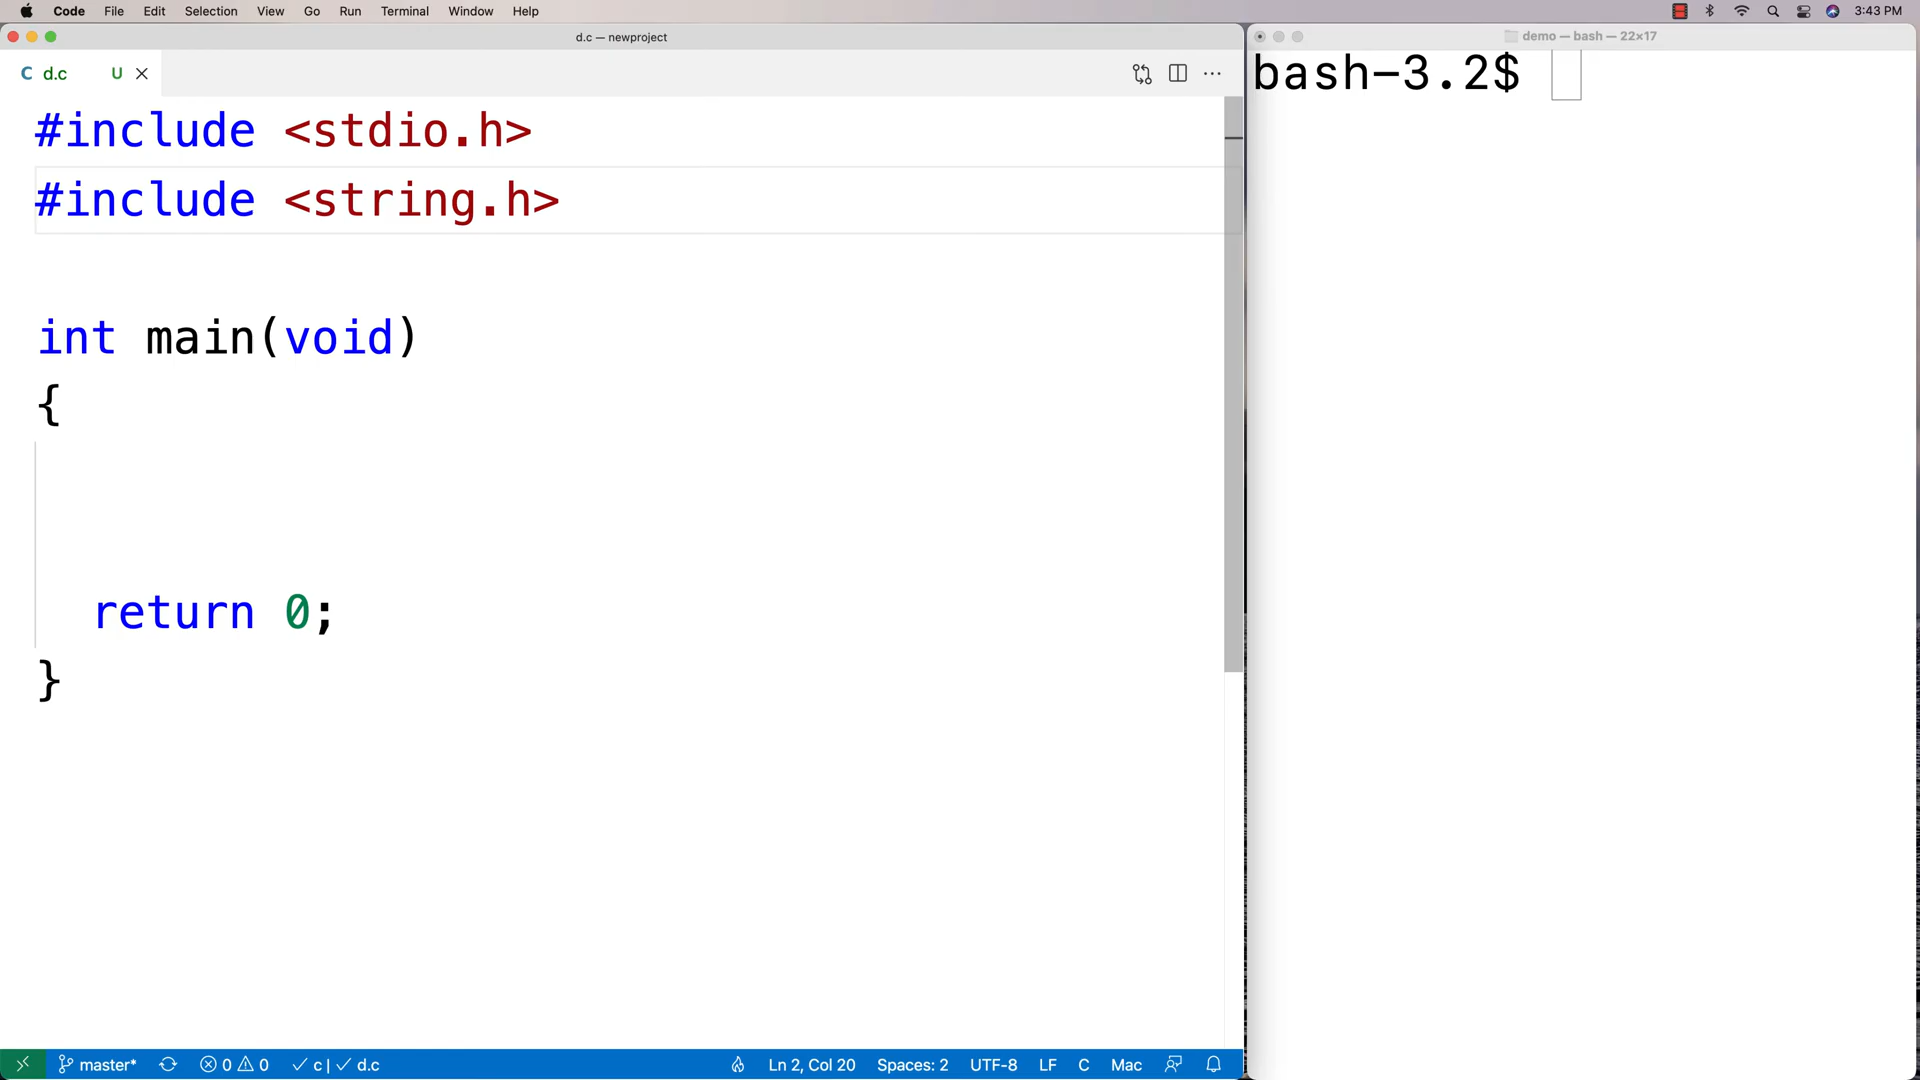 Code File Edit Selection View Go Run Terminal Window Help 3:43 PM
d.c — newproject
demo — bash — 22×17
C d.c U
bash-3.2$
#include <stdio.h>
#include <string.h>
int main(void)
{
return 0;
}
master* 0 0 c | d.c Ln 2, Col 20 Spaces: 2 UTF-8 LF C Mac